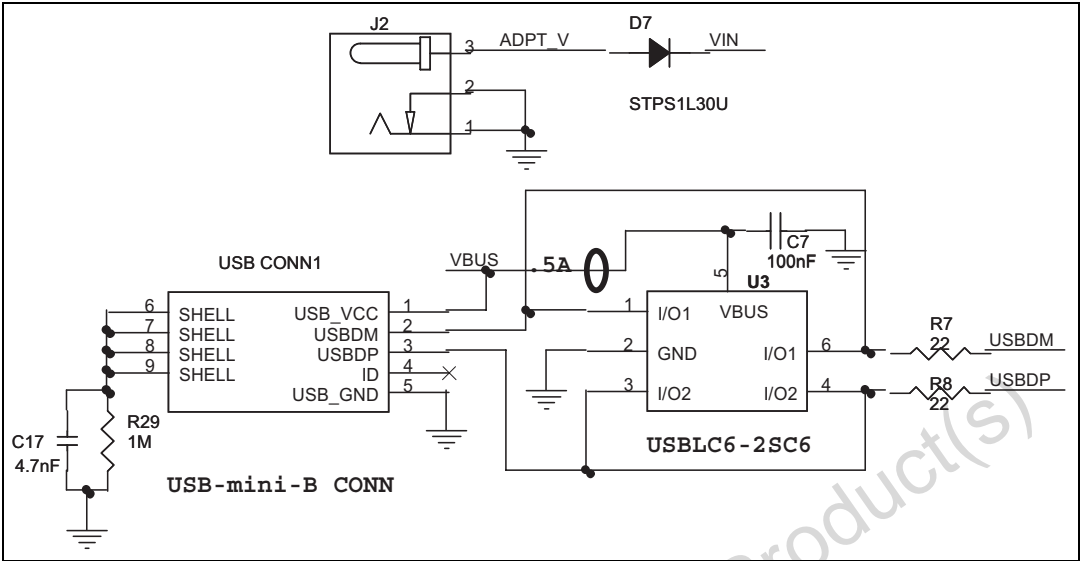 J2
D7
3 ADPT_V VIN
2
STPS1L30U
1
VBUS 5A C7
100nF
USB CONN1
5 U3
6 SHELL USB_VCC 1
7 SHELL USBDM 2
8 SHELL USBDP 3
9 SHELL ID 4
USB_GND 5
1 I/O1 VBUS
2 GND I/O1 6
3 I/O2 I/O2 4
R7
22 USBDM
R8 USBDP
22
R29
C17 1M
4.7nF
USBLC6-2SC6
USB-mini-B CONN
Product(s)